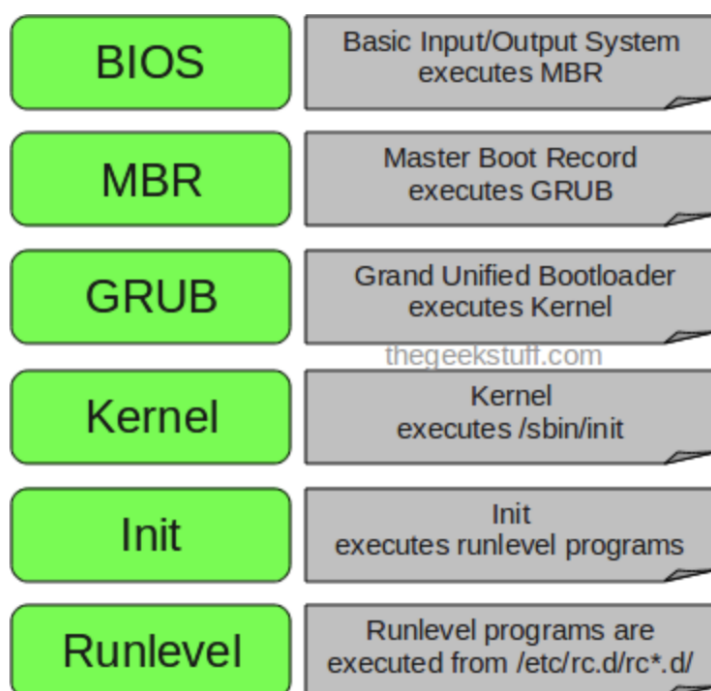 BIOS
Basic Input/Output System
executes MBR
MBR
Master Boot Record
executes GRUB
GRUB
Grand Unified Bootloader
executes Kernel
thegeekstuff.com
Kernel
Kernel
executes /sbin/init
Init
Init
executes runlevel programs
Runlevel
Runlevel programs are
executed from /etc/rc.d/rc*.d/